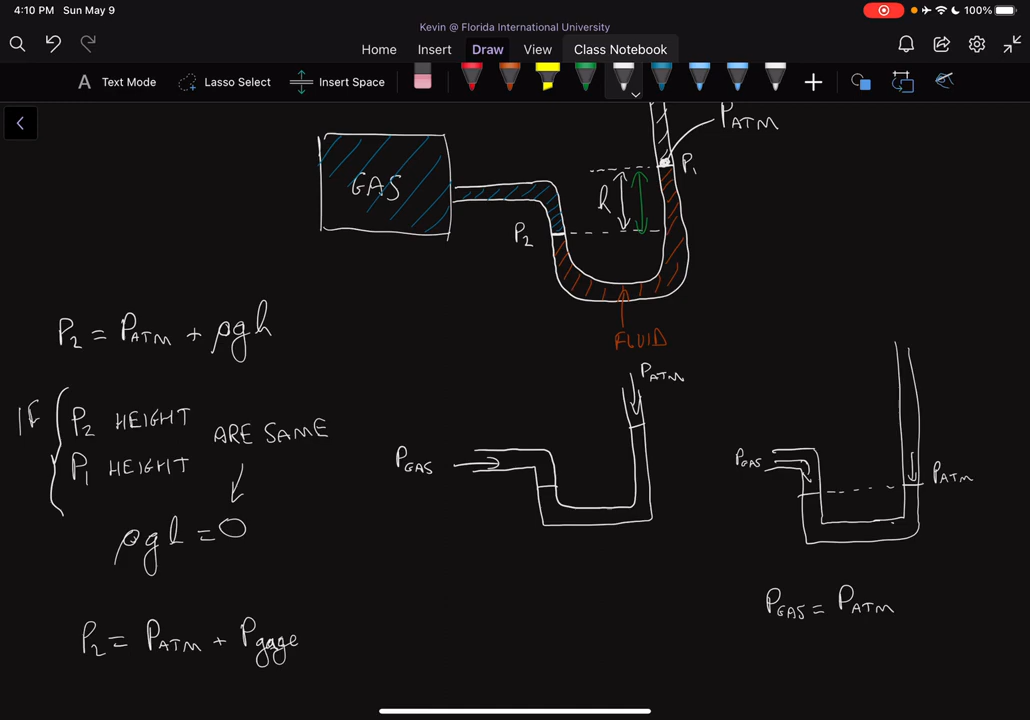 4:10 PM Sun May 9
100%
Kevin @ Florida International University
Home Insert Draw View Class Notebook
Text Mode Lasso Select Insert Space
PATM
P1
GAS
h
P2
FLUID
P2 = PATM + ρgh
IF
P2 HEIGHT
ARE SAME
P1 HEIGHT
ρgh = 0
P2 = PATM + Pgage
PATM
PGAS
PGAS
PATM
PGAS = PATM